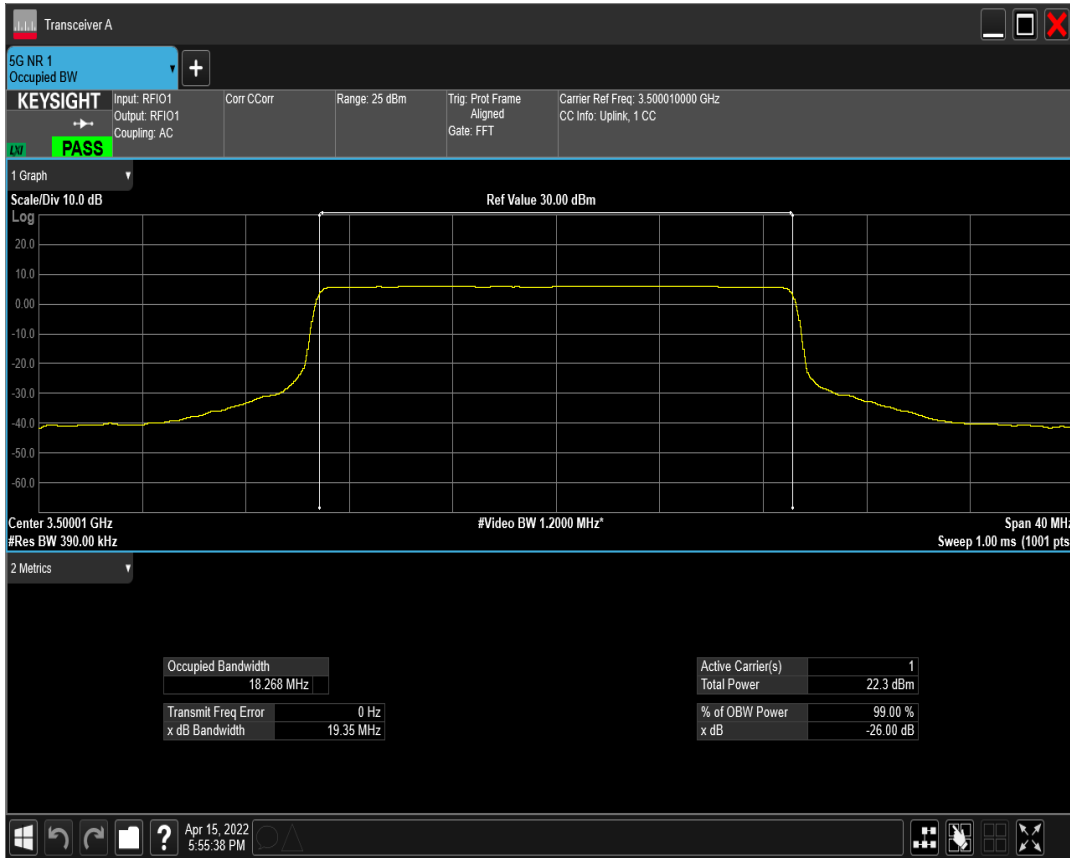 Transceiver A
5G NR 1
Occupied BW
KEYSIGHT
LXI
PASS
Input: RFIO1
Output: RFIO1
Coupling: AC
Corr CCorr
Range: 25 dBm
Trig: Prot Frame
Aligned
Gate: FFT
Carrier Ref Freq: 3.500010000 GHz
CC Info: Uplink, 1 CC
1 Graph
Scale/Div 10.0 dB
Ref Value 30.00 dBm
Log
20.0
10.0
0.00
-10.0
-20.0
-30.0
-40.0
-50.0
-60.0
Center 3.50001 GHz
#Video BW 1.2000 MHz*
Span 40 MHz
#Res BW 390.00 kHz
Sweep 1.00 ms (1001 pts
2 Metrics
Occupied Bandwidth
18.268 MHz
Transmit Freq Error 0 Hz
x dB Bandwidth 19.35 MHz
Active Carrier(s) 1
Total Power 22.3 dBm
% of OBW Power 99.00 %
x dB -26.00 dB
Apr 15, 2022
5:55:38 PM